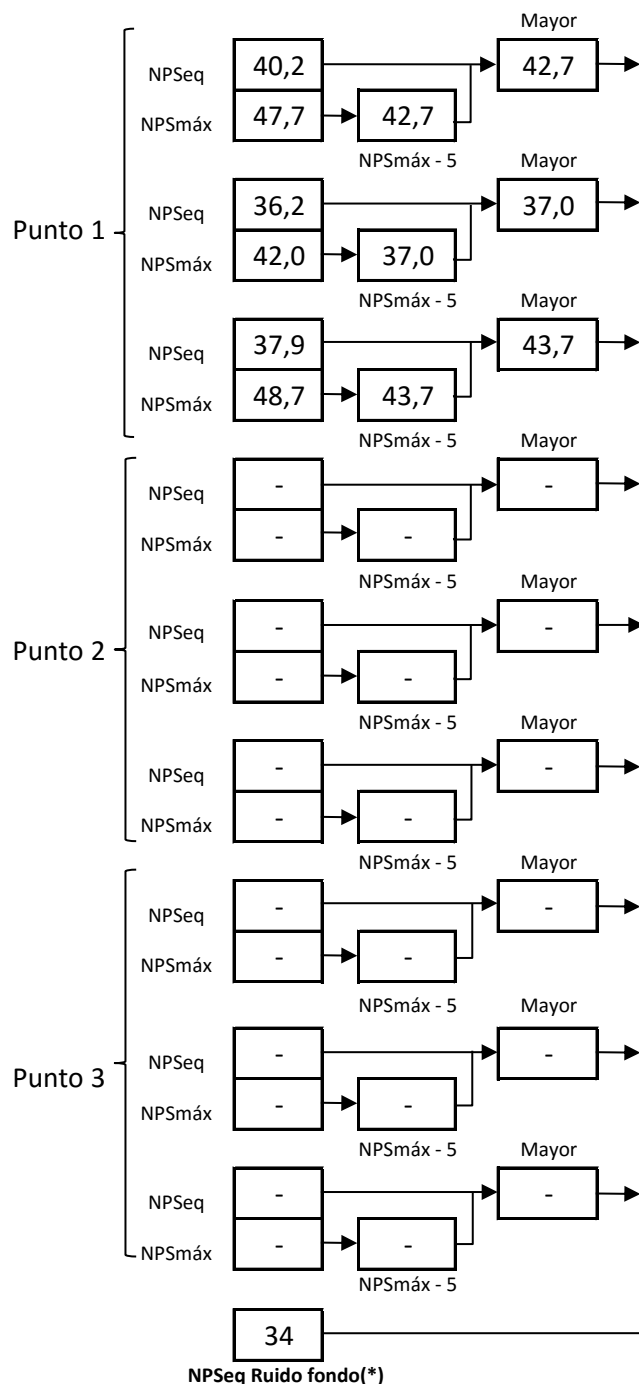 Mayor
NPSeq 40,2 42,7
NPSmáx 47,7 42,7
NPSmáx - 5
Mayor
NPSeq 36,2 37,0
Punto 1
NPSmáx 42,0 37,0
NPSmáx - 5
Mayor
NPSeq 37,9 43,7
NPSmáx 48,7 43,7
NPSmáx - 5
Mayor
NPSeq - -
NPSmáx - -
NPSmáx - 5
Mayor
NPSeq - -
Punto 2
NPSmáx - -
NPSmáx - 5
Mayor
NPSeq - -
NPSmáx - -
NPSmáx - 5
Mayor
NPSeq - -
NPSmáx - -
NPSmáx - 5
Mayor
NPSeq - -
Punto 3
NPSmáx - -
NPSmáx - 5
Mayor
NPSeq - -
NPSmáx - -
NPSmáx - 5
34
NPSeq Ruido fondo(*)